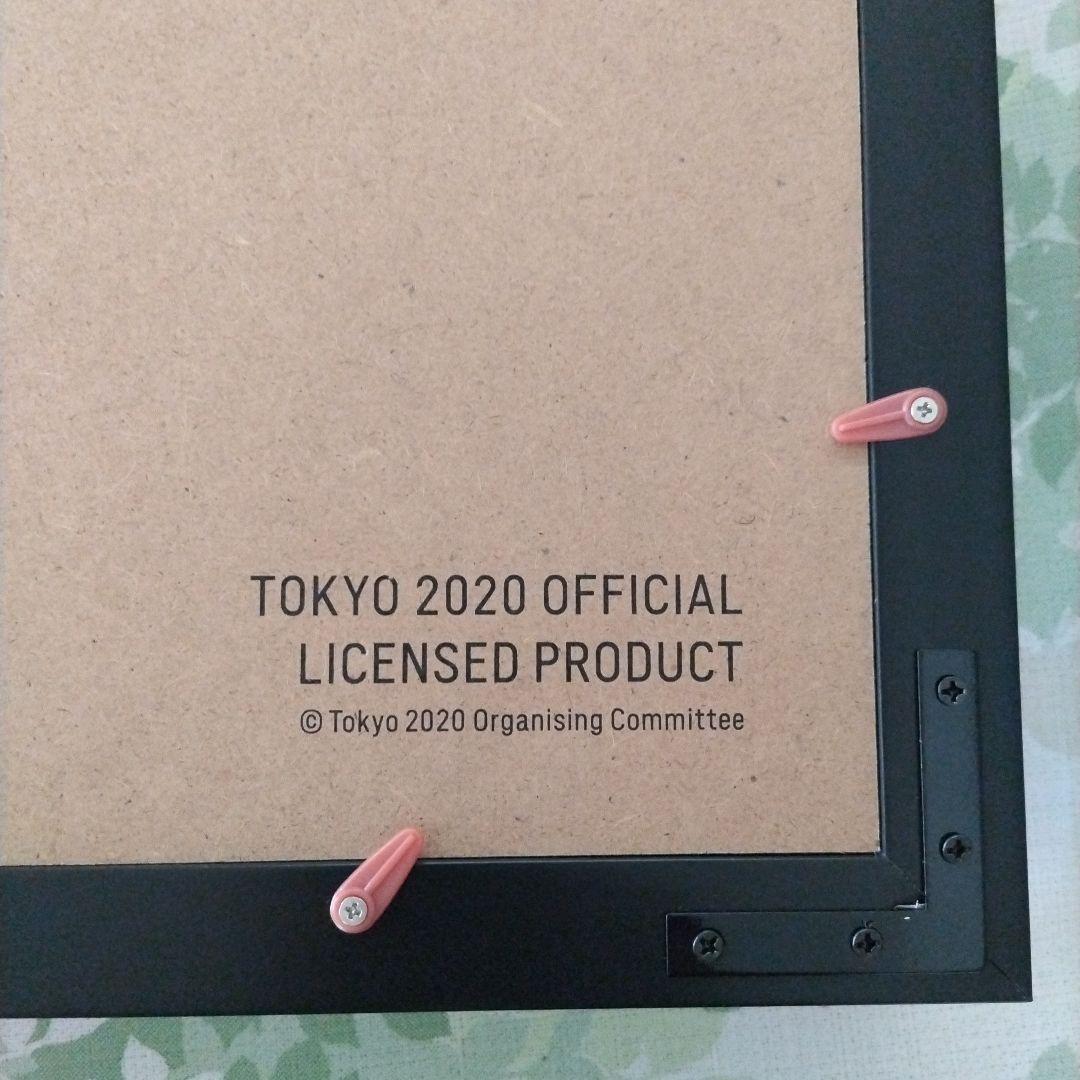 TOKYO 2020 OFFICIAL
LICENSED PRODUCT
© Tokyo 2020 Organising Committee